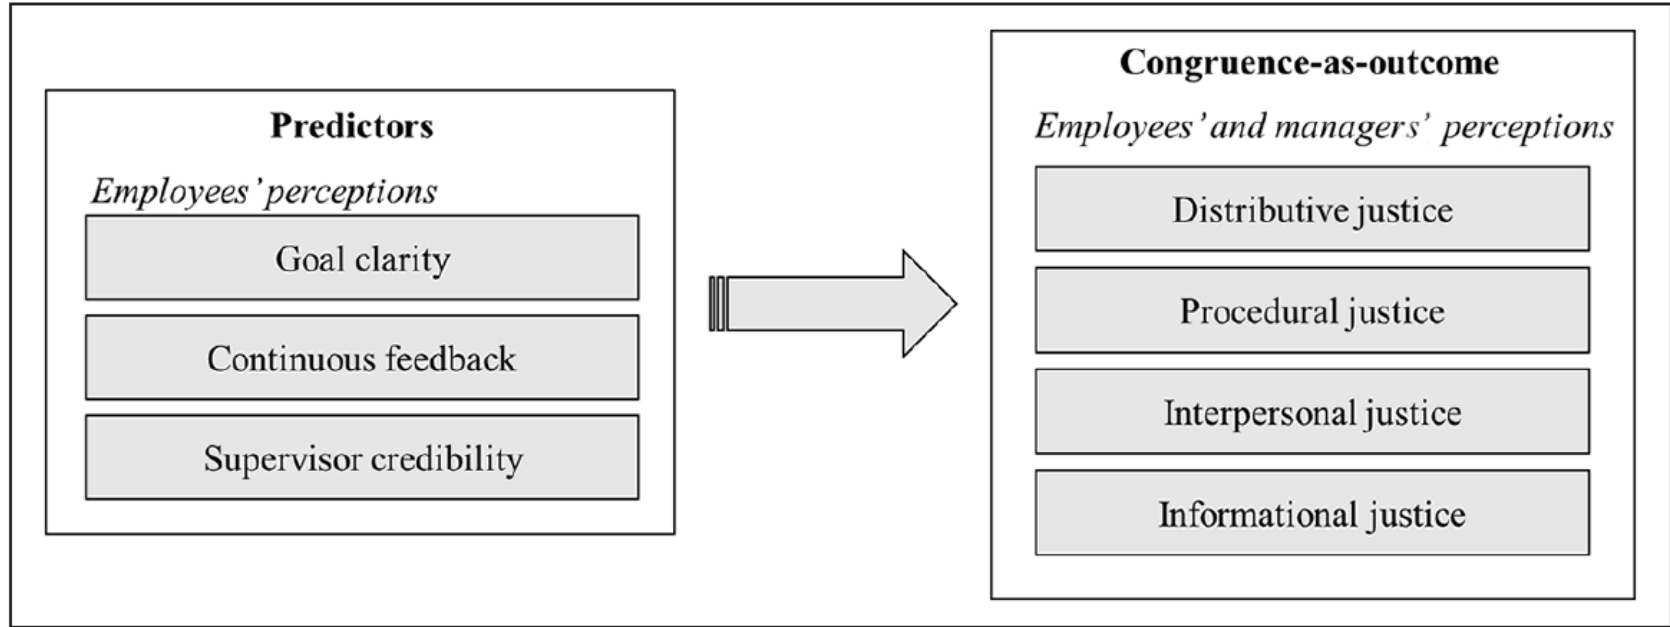 Predictors
Employees' perceptions
Goal clarity
Continuous feedback
Supervisor credibility
Congruence-as-outcome
Employees' and managers' perceptions
Distributive justice
Procedural justice
Interpersonal justice
Informational justice